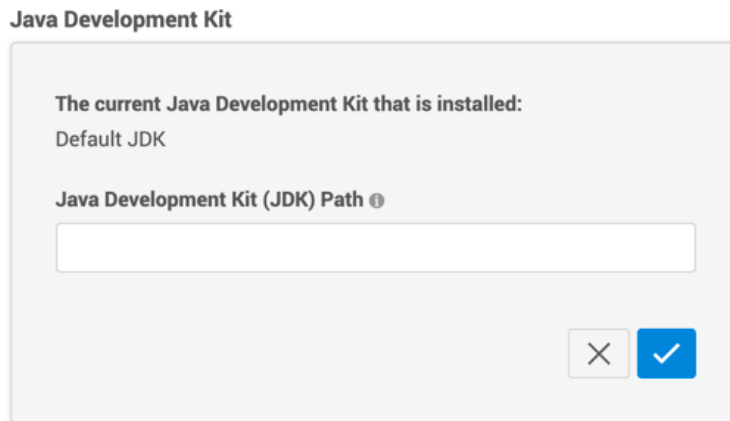 Java Development Kit
The current Java Development Kit that is installed:
Default JDK
Java Development Kit (JDK) Path